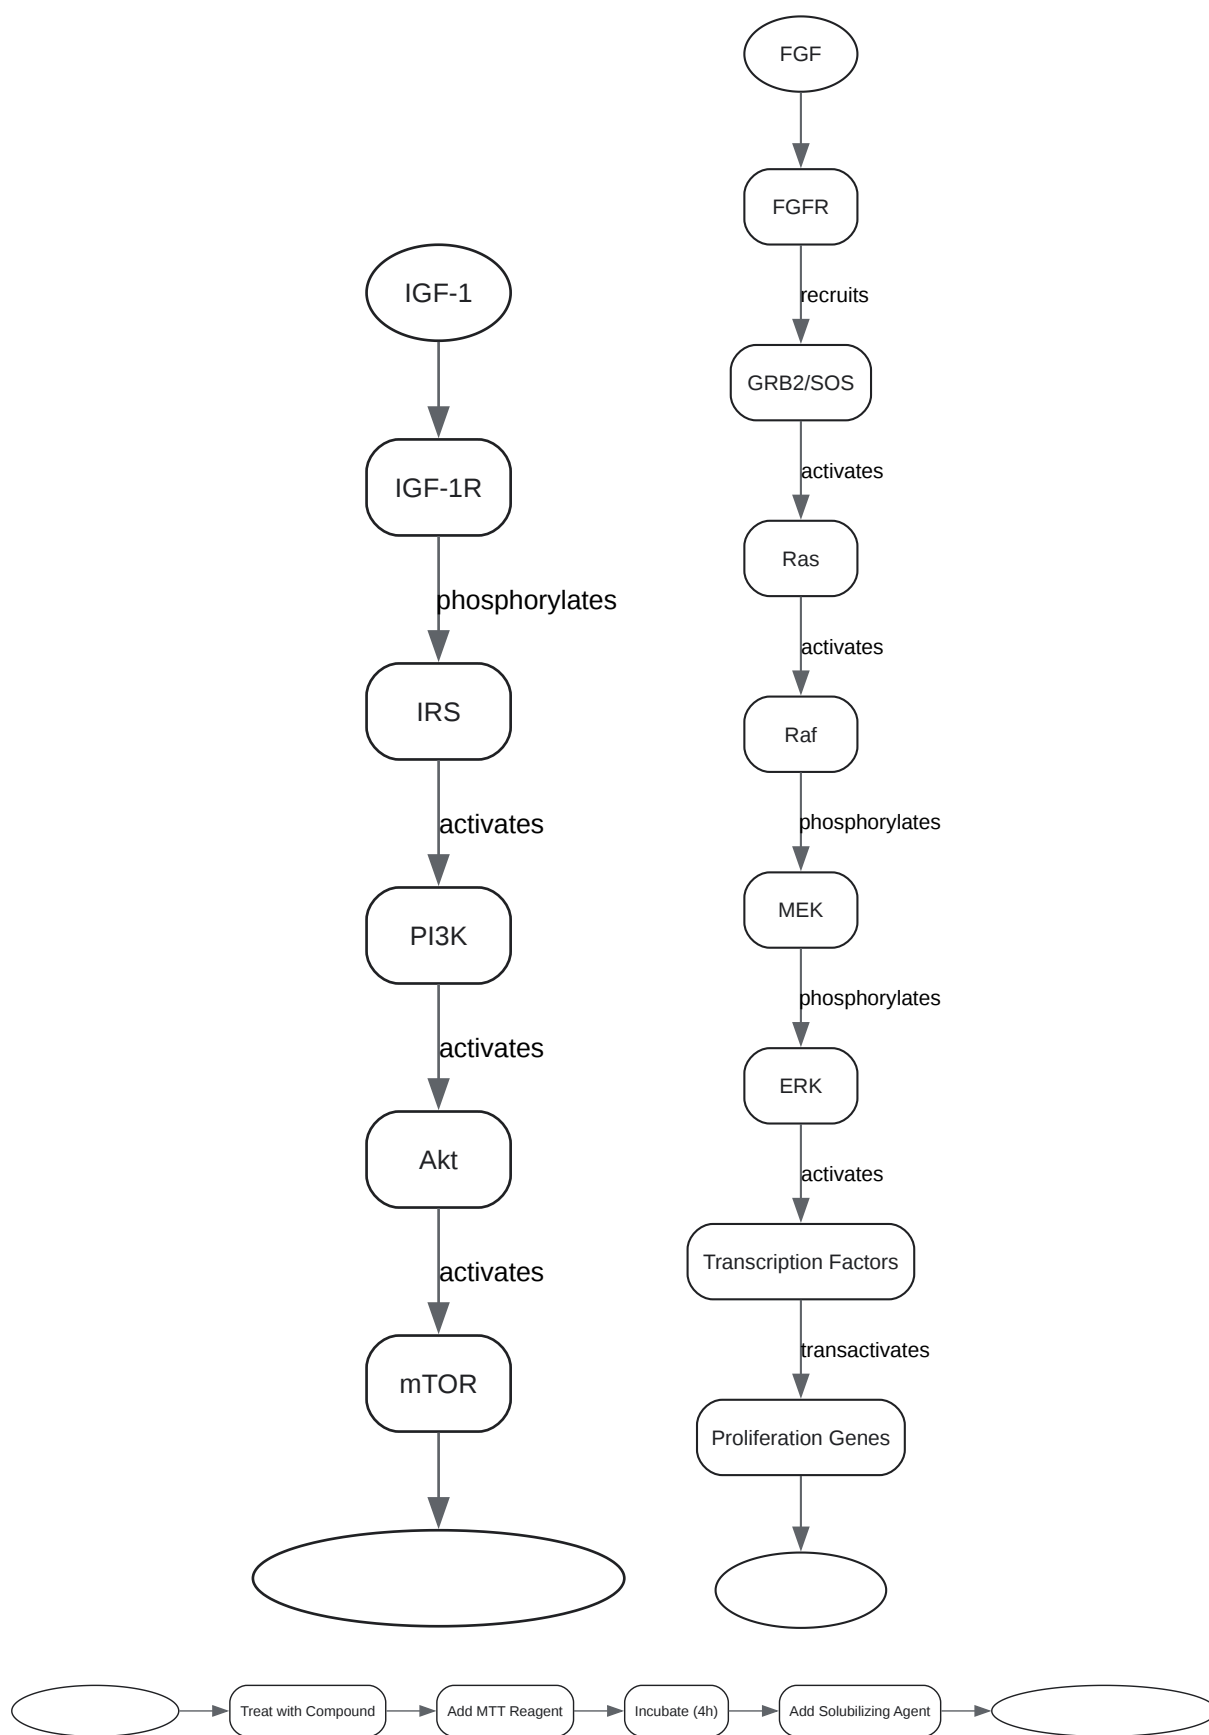 IGF-1
IGF-1R
phosphorylates
IRS
activates
PI3K
activates
Akt
activates
mTOR
FGF
FGFR
recruits
GRB2/SOS
activates
Ras
activates
Raf
phosphorylates
MEK
phosphorylates
ERK
activates
Transcription Factors
transactivates
Proliferation Genes
Treat with Compound
Add MTT Reagent
Incubate (4h)
Add Solubilizing Agent